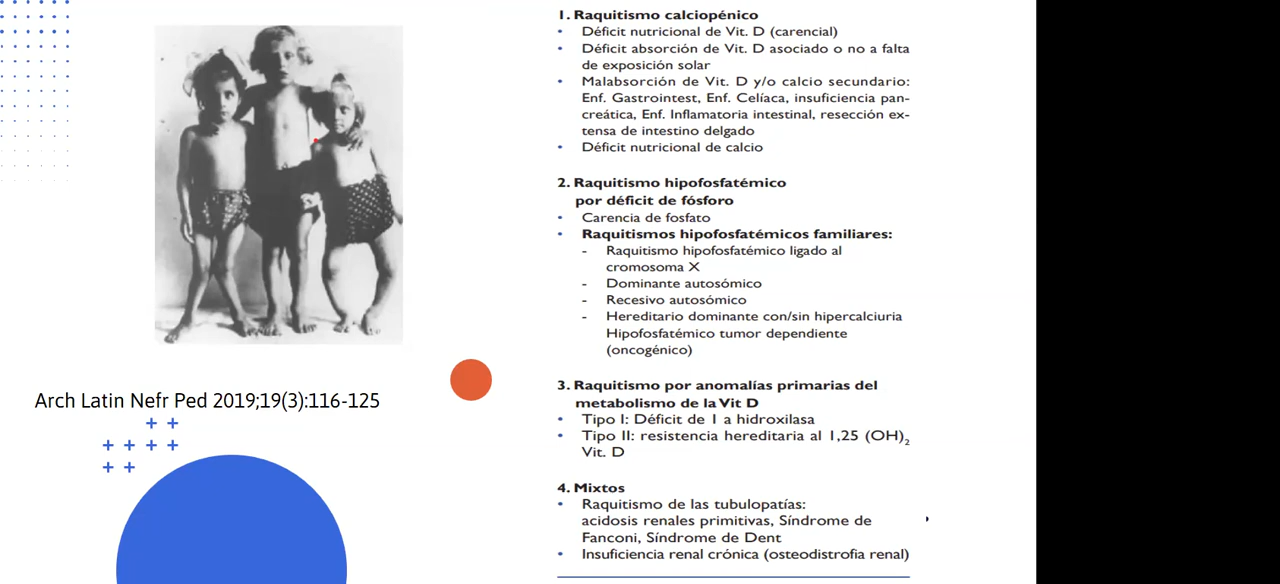 1. Raquitismo calciopénico
• Déficit nutricional de Vit. D (carencial)
• Déficit absorción de Vit. D asociado o no a falta
de exposición solar
• Malabsorción de Vit. D y/o calcio secundario:
Enf. Gastrointest, Enf. Celíaca, insuficiencia pan-
creática, Enf. Inflamatoria intestinal, resección ex-
tensa de intestino delgado
• Déficit nutricional de calcio
2. Raquitismo hipofosfatémico
por déficit de fósforo
• Carencia de fosfato
• Raquitismos hipofosfatémicos familiares:
- Raquitismo hipofosfatémico ligado al
cromosoma X
- Dominante autosómico
- Recesivo autosómico
- Hereditario dominante con/sin hipercalciuria
Hipofosfatémico tumor dependiente
(oncogénico)
3. Raquitismo por anomalías primarias del
metabolismo de la Vit D
• Tipo I: Déficit de 1 a hidroxilasa
• Tipo II: resistencia hereditaria al 1,25 (OH)₂
Vit. D
4. Mixtos
• Raquitismo de las tubulopatías:
acidosis renales primitivas, Síndrome de
Fanconi, Síndrome de Dent
• Insuficiencia renal crónica (osteodistrofia renal)
Arch Latin Nefr Ped 2019;19(3):116-125